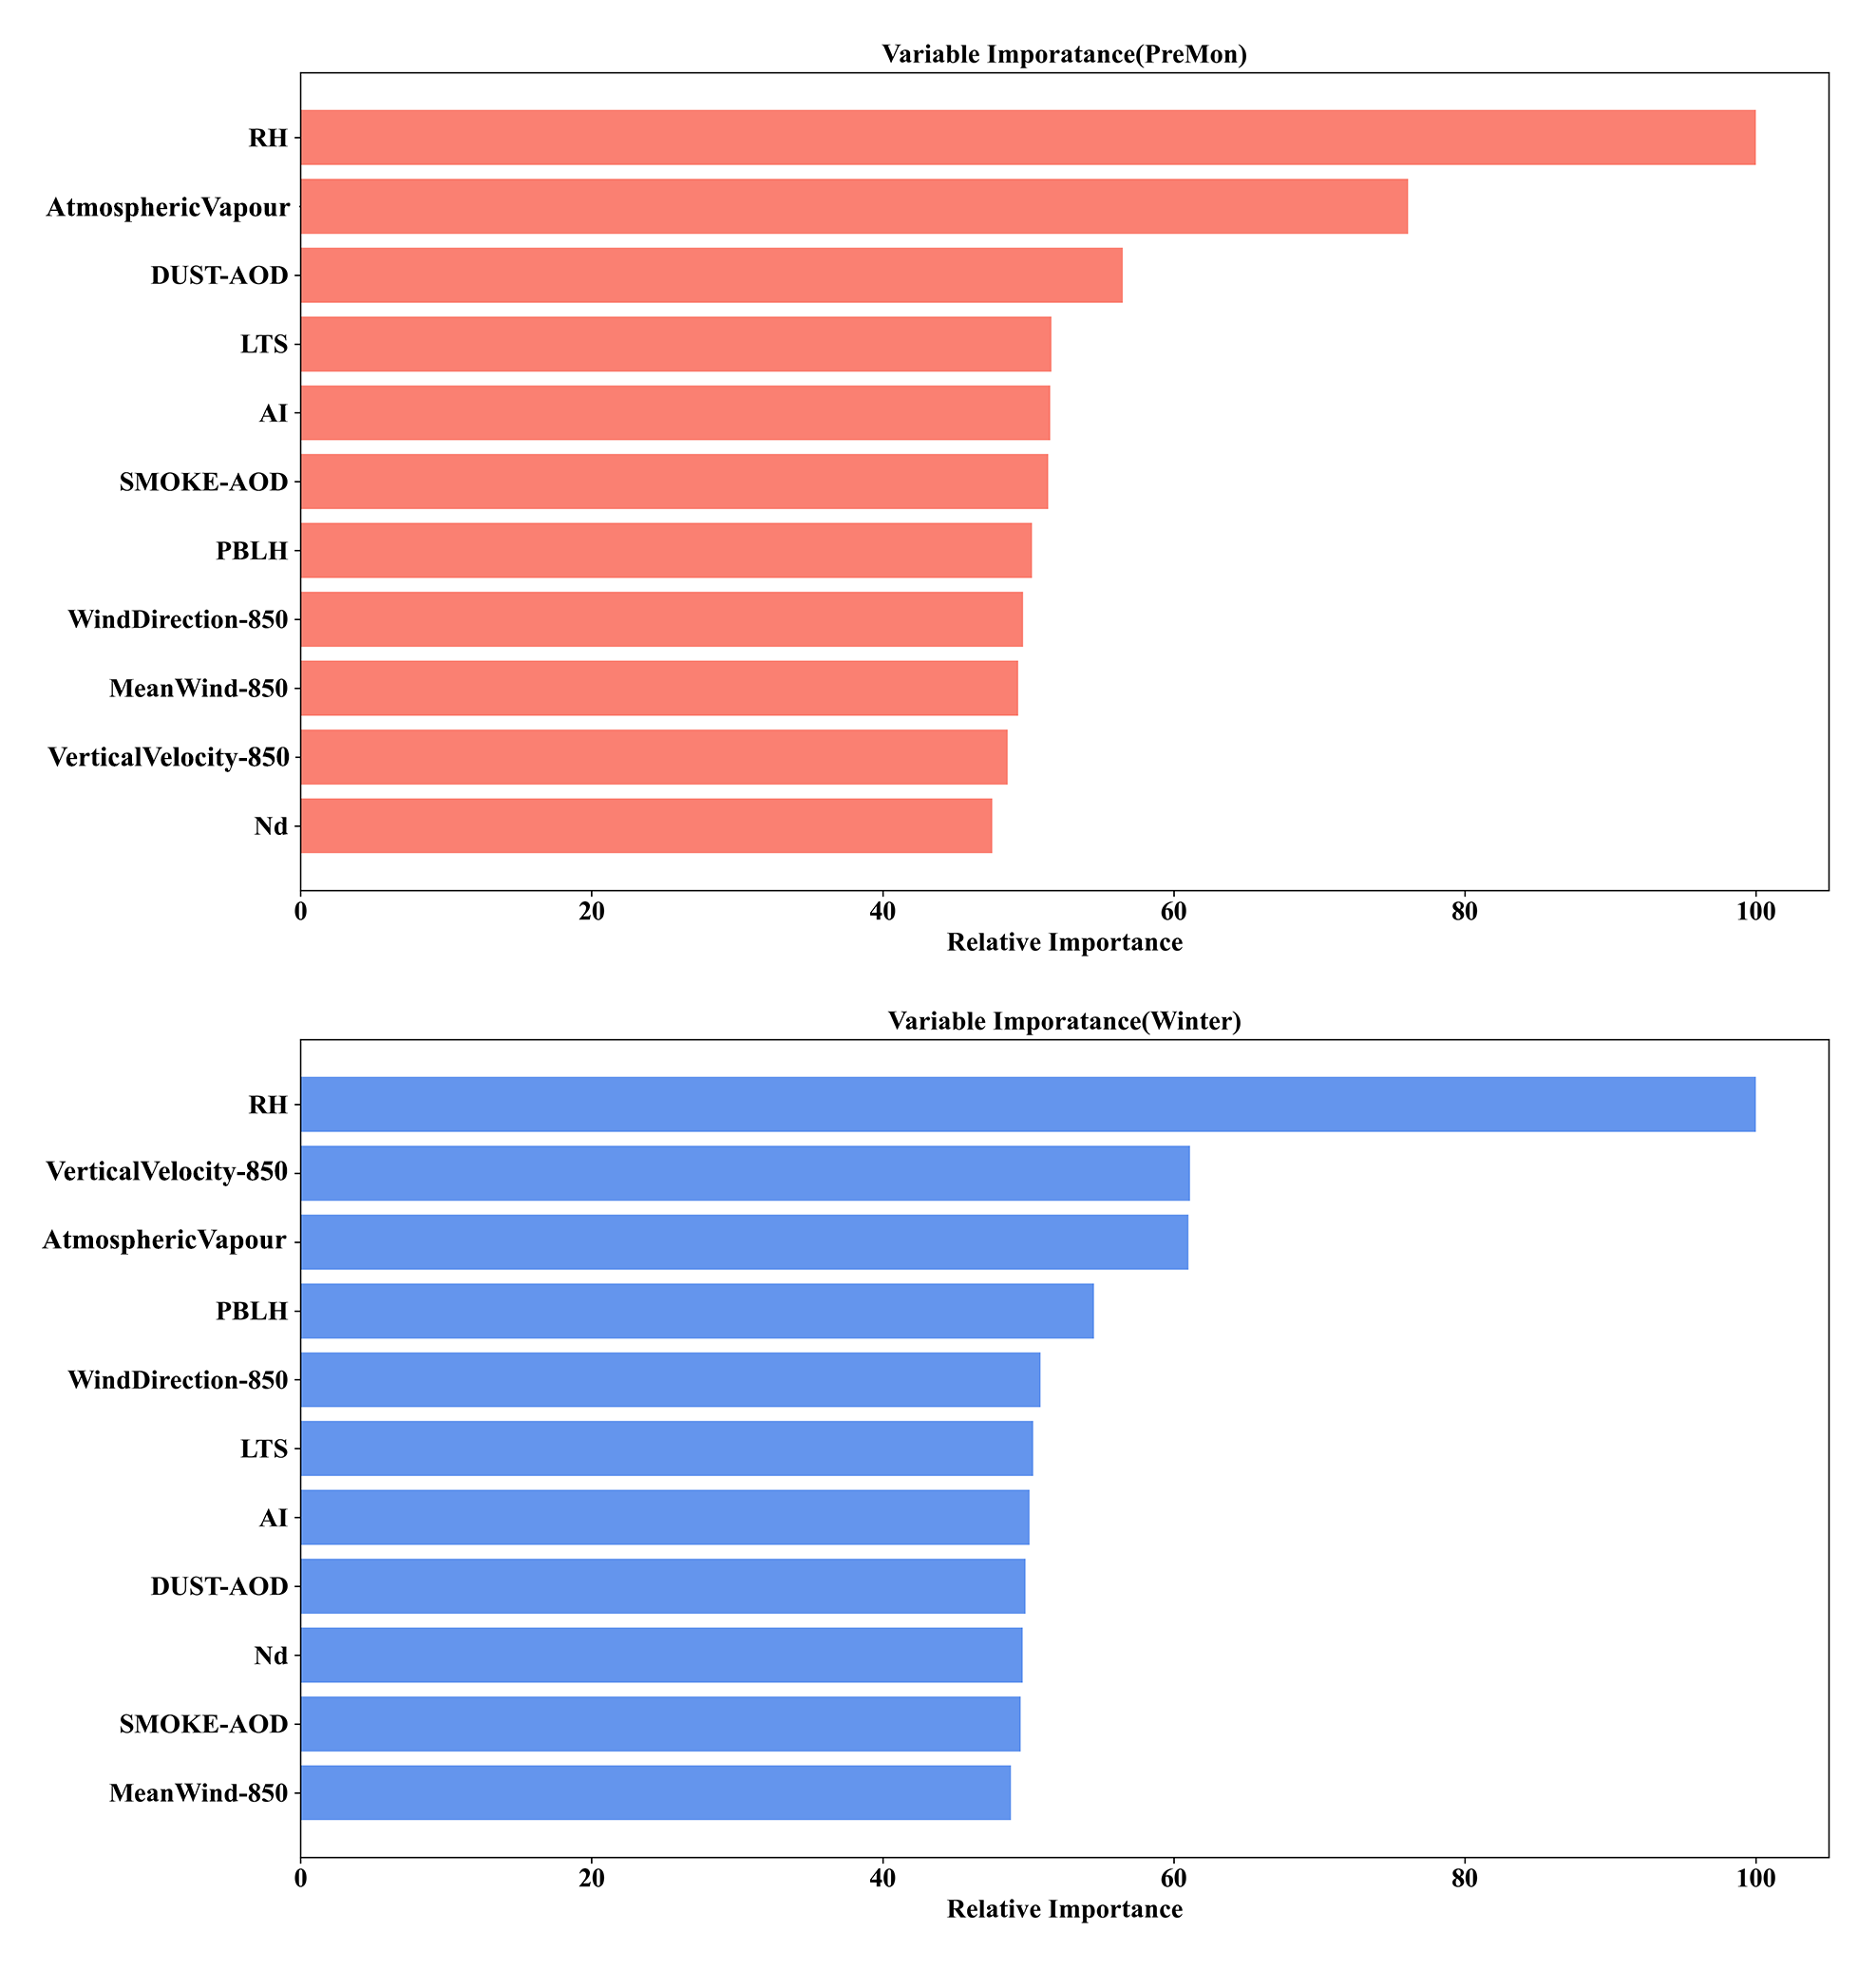 Variable Imporatance(PreMon)
RH
AtmosphericVapour
DUST-AOD
LTS
AI
SMOKE-AOD
PBLH
WindDirection-850
MeanWind-850
VerticalVelocity-850
Nd
0 20 40 60 80 100
Relative Importance
Variable Imporatance(Winter)
RH
VerticalVelocity-850
AtmosphericVapour
PBLH
WindDirection-850
LTS
AI
DUST-AOD
Nd
SMOKE-AOD
MeanWind-850
0 20 40 60 80 100
Relative Importance